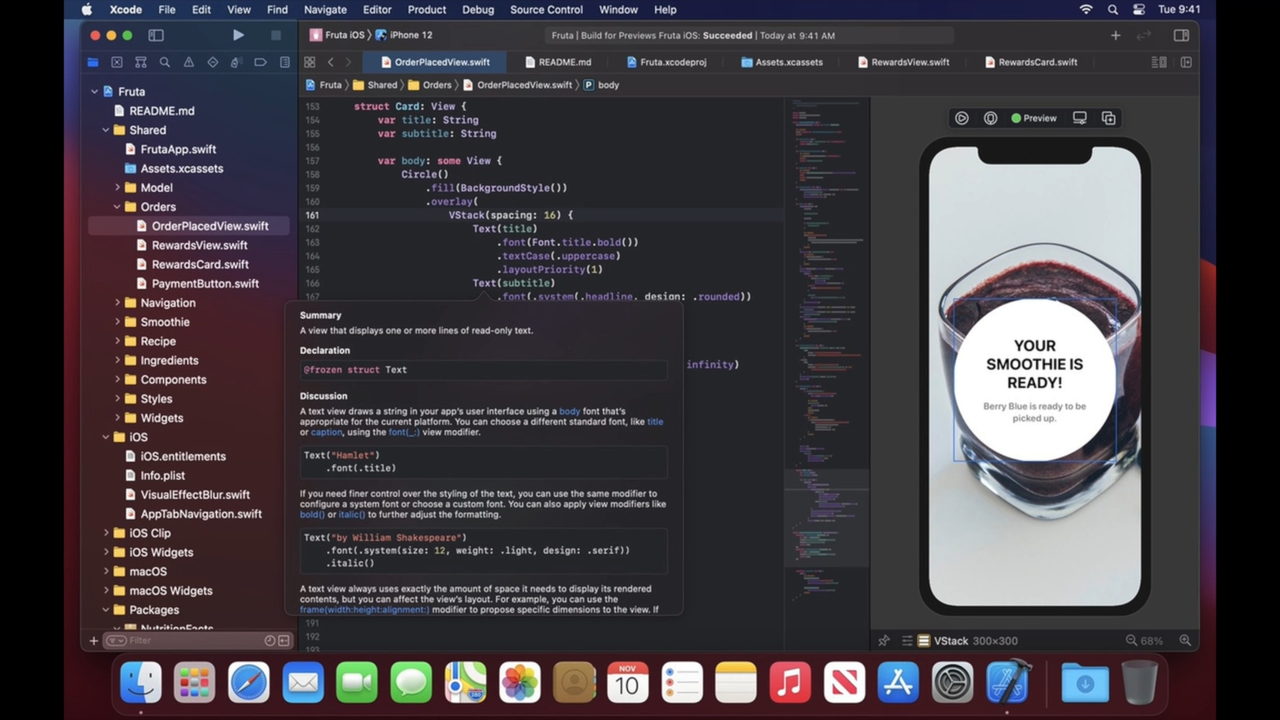 Xcode File Edit View Find Navigate Editor Product Debug Source Control Window Help Tue 9:41
Fruta iOS iPhone 12 Fruta | Build for Previews Fruta iOS: Succeeded | Today at 9:41 AM
OrderPlacedView.swift README.md Fruta.xcodeproj Assets.xcassets RewardsView.swift RewardsCard.swift
Fruta Shared Orders OrderPlacedView.swift P body
Fruta
README.md
Shared
FrutaApp.swift
Assets.xcassets
Model
Orders
OrderPlacedView.swift
RewardsView.swift
RewardsCard.swift
PaymentButton.swift
Navigation
Smoothie
Recipe
Ingredients
Components
Styles
Widgets
iOS
iOS.entitlements
Info.plist
VisualEffectBlur.swift
AppTabNavigation.swift
iOS Clip
iOS Widgets
macOS
macOS Widgets
Packages
NutritionFacts
Filter
153 struct Card: View {
154 var title: String
155 var subtitle: String
156
157 var body: some View {
158 Circle()
159 .fill(BackgroundStyle())
160 .overlay(
161 VStack(spacing: 16) {
162 Text(title)
163 .font(Font.title.bold())
164 .textCase(.uppercase)
165 .layoutPriority(1)
166 Text(subtitle)
167 .font(.system(.headline, design: .rounded))
infinity)
Summary
A view that displays one or more lines of read-only text.
Declaration
@frozen struct Text
Discussion
A text view draws a string in your app's user interface using a body font that's
appropriate for the current platform. You can choose a different standard font, like title
or caption, using the font(_:) view modifier.
Text("Hamlet")
.font(.title)
If you need finer control over the styling of the text, you can use the same modifier to
configure a system font or choose a custom font. You can also apply view modifiers like
bold() or italic() to further adjust the formatting.
Text("by William Shakespeare")
.font(.system(size: 12, weight: .light, design: .serif))
.italic()
A text view always uses exactly the amount of space it needs to display its rendered
contents, but you can affect the view's layout. For example, you can use the
frame(width:height:alignment:) modifier to propose specific dimensions to the view. If
191
192
193
Preview
YOUR
SMOOTHIE IS
READY!
Berry Blue is ready to be
picked up.
VStack 300×300 68%
NOV
10